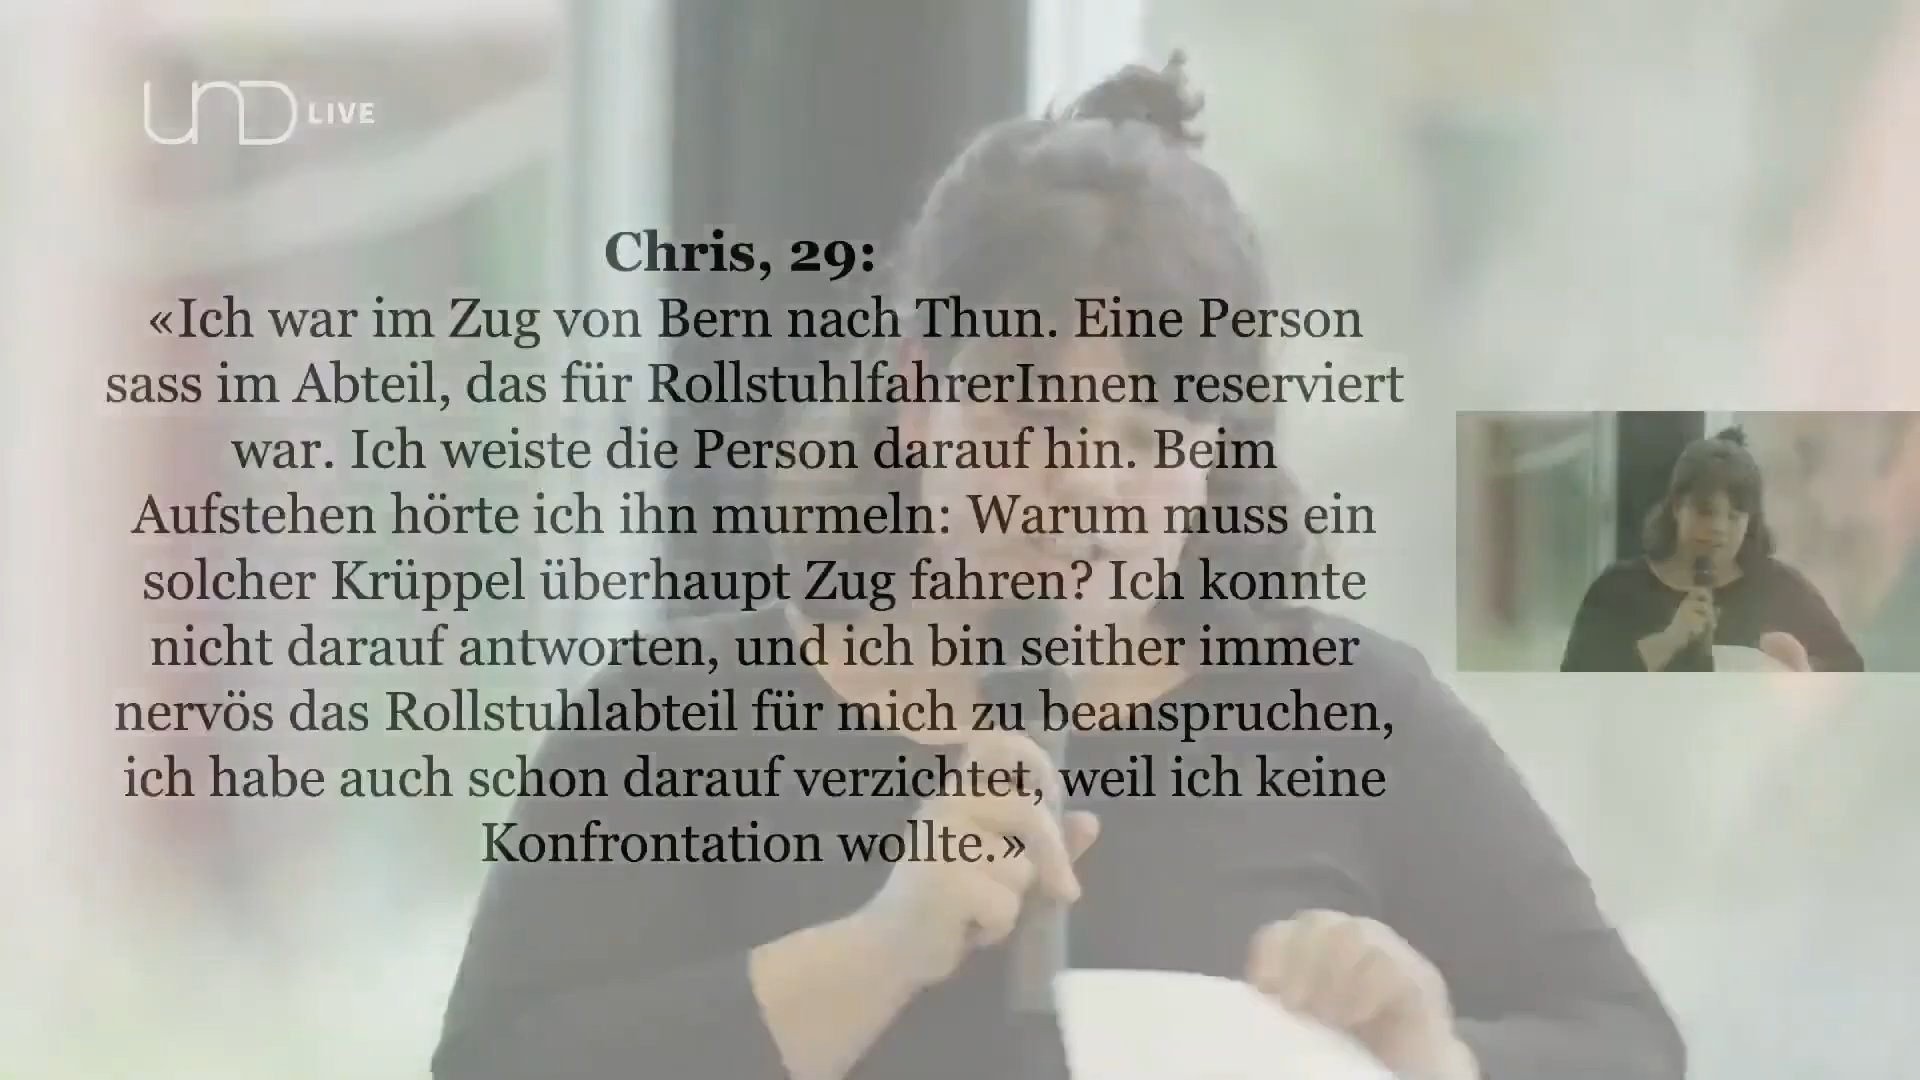 UND LIVE
Chris, 29:
«Ich war im Zug von Bern nach Thun. Eine Person
sass im Abteil, das für RollstuhlfahrerInnen reserviert
war. Ich weiste die Person darauf hin. Beim
Aufstehen hörte ich ihn murmeln: Warum muss ein
solcher Krüppel überhaupt Zug fahren? Ich konnte
nicht darauf antworten, und ich bin seither immer
nervös das Rollstuhlabteil für mich zu beanspruchen,
ich habe auch schon darauf verzichtet, weil ich keine
Konfrontation wollte.»